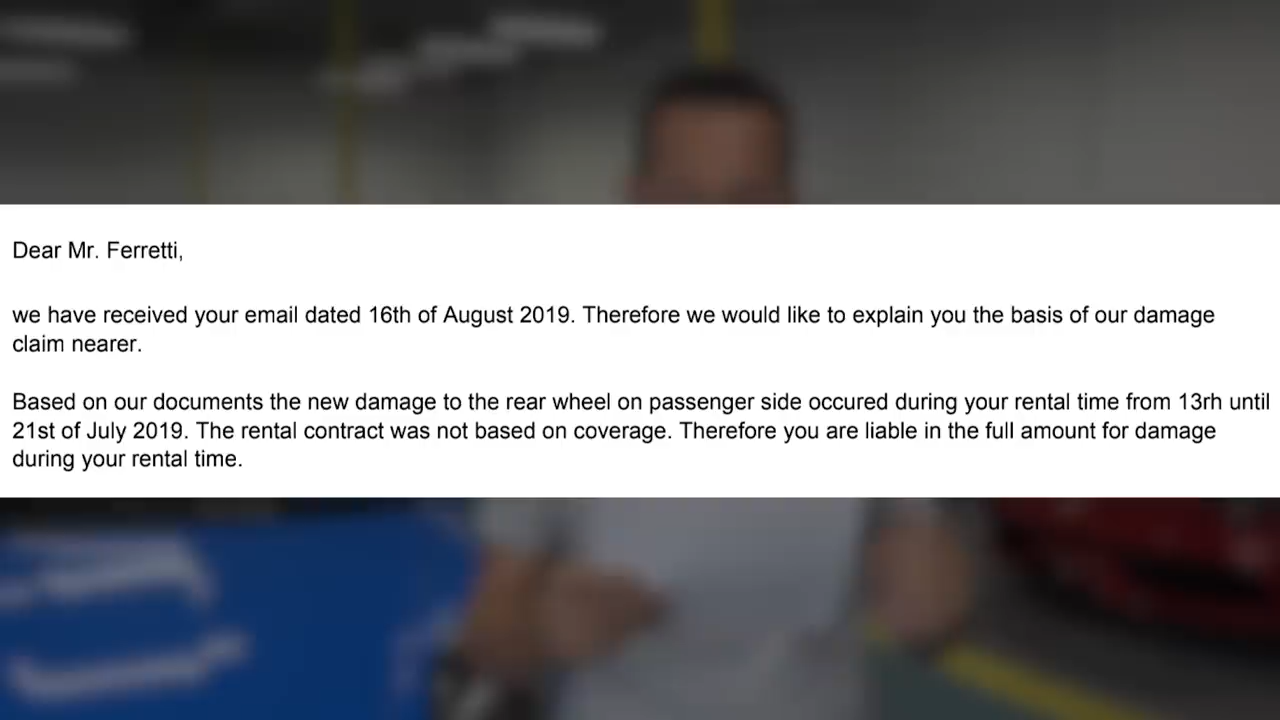 Dear Mr. Ferretti,
we have received your email dated 16th of August 2019. Therefore we would like to explain you the basis of our damage
claim nearer.
Based on our documents the new damage to the rear wheel on passenger side occured during your rental time from 13rh until
21st of July 2019. The rental contract was not based on coverage. Therefore you are liable in the full amount for damage
during your rental time.